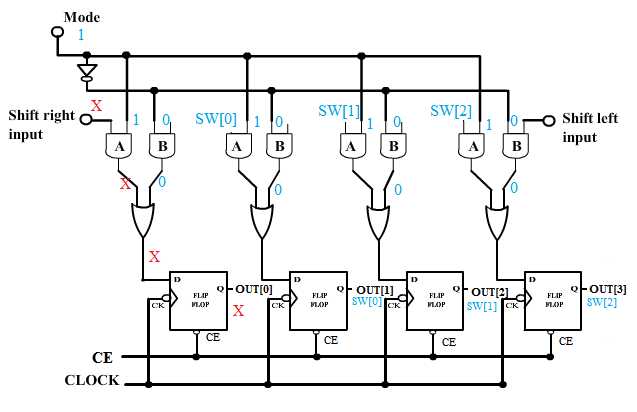 Mode
1
X
Shift right
input
1 0 SW[0] 1 0 SW[1] 1 0 SW[2] 1 0
Shift left
input
A B A B A B A B
X 0 0 0 0
X
D Q OUT[0] D Q OUT[1] D Q OUT[2] D Q OUT[3]
X SW[0] SW[1] SW[2]
FLIP FLIP FLIP FLIP
FLOP FLOP FLOP FLOP
CK CK CK CK
CE CE CE CE
CE
CLOCK